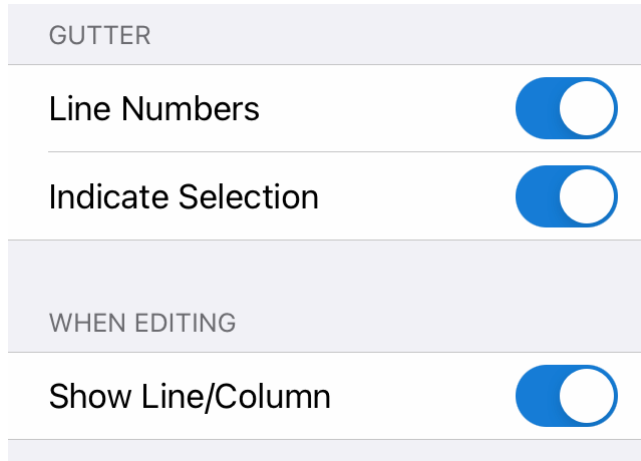 GUTTER
Line Numbers
Indicate Selection
WHEN EDITING
Show Line/Column